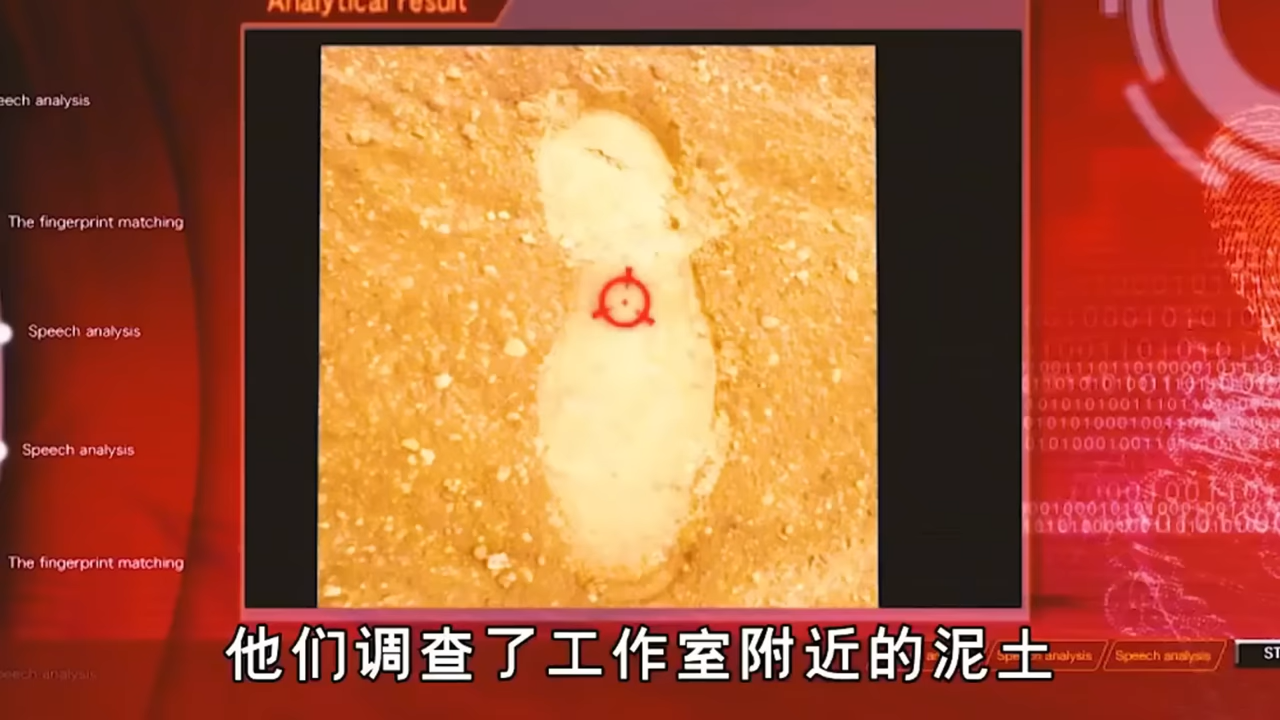 Analytical result
eech analysis
The fingerprint matching
Speech analysis
Speech analysis
The fingerprint matching
eech analysis
Speech analysis
Speech analysis
ST
他们调查了工作室附近的泥土